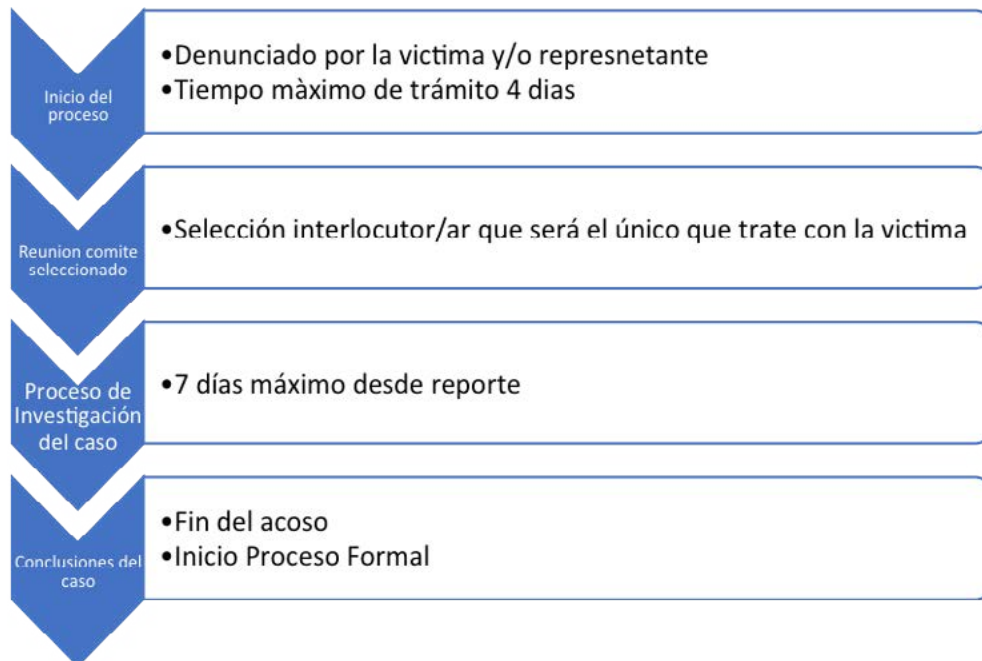 Inicio del
proceso
•Denunciado por la victima y/o represnetante
•Tiempo màximo de trámito 4 dias
Reunion comite
seleccionado
•Selección interlocutor/ar que será el único que trate con la victima
Proceso de
Investigación
del caso
•7 días máximo desde reporte
Conclusiones del
caso
•Fin del acoso
•Inicio Proceso Formal